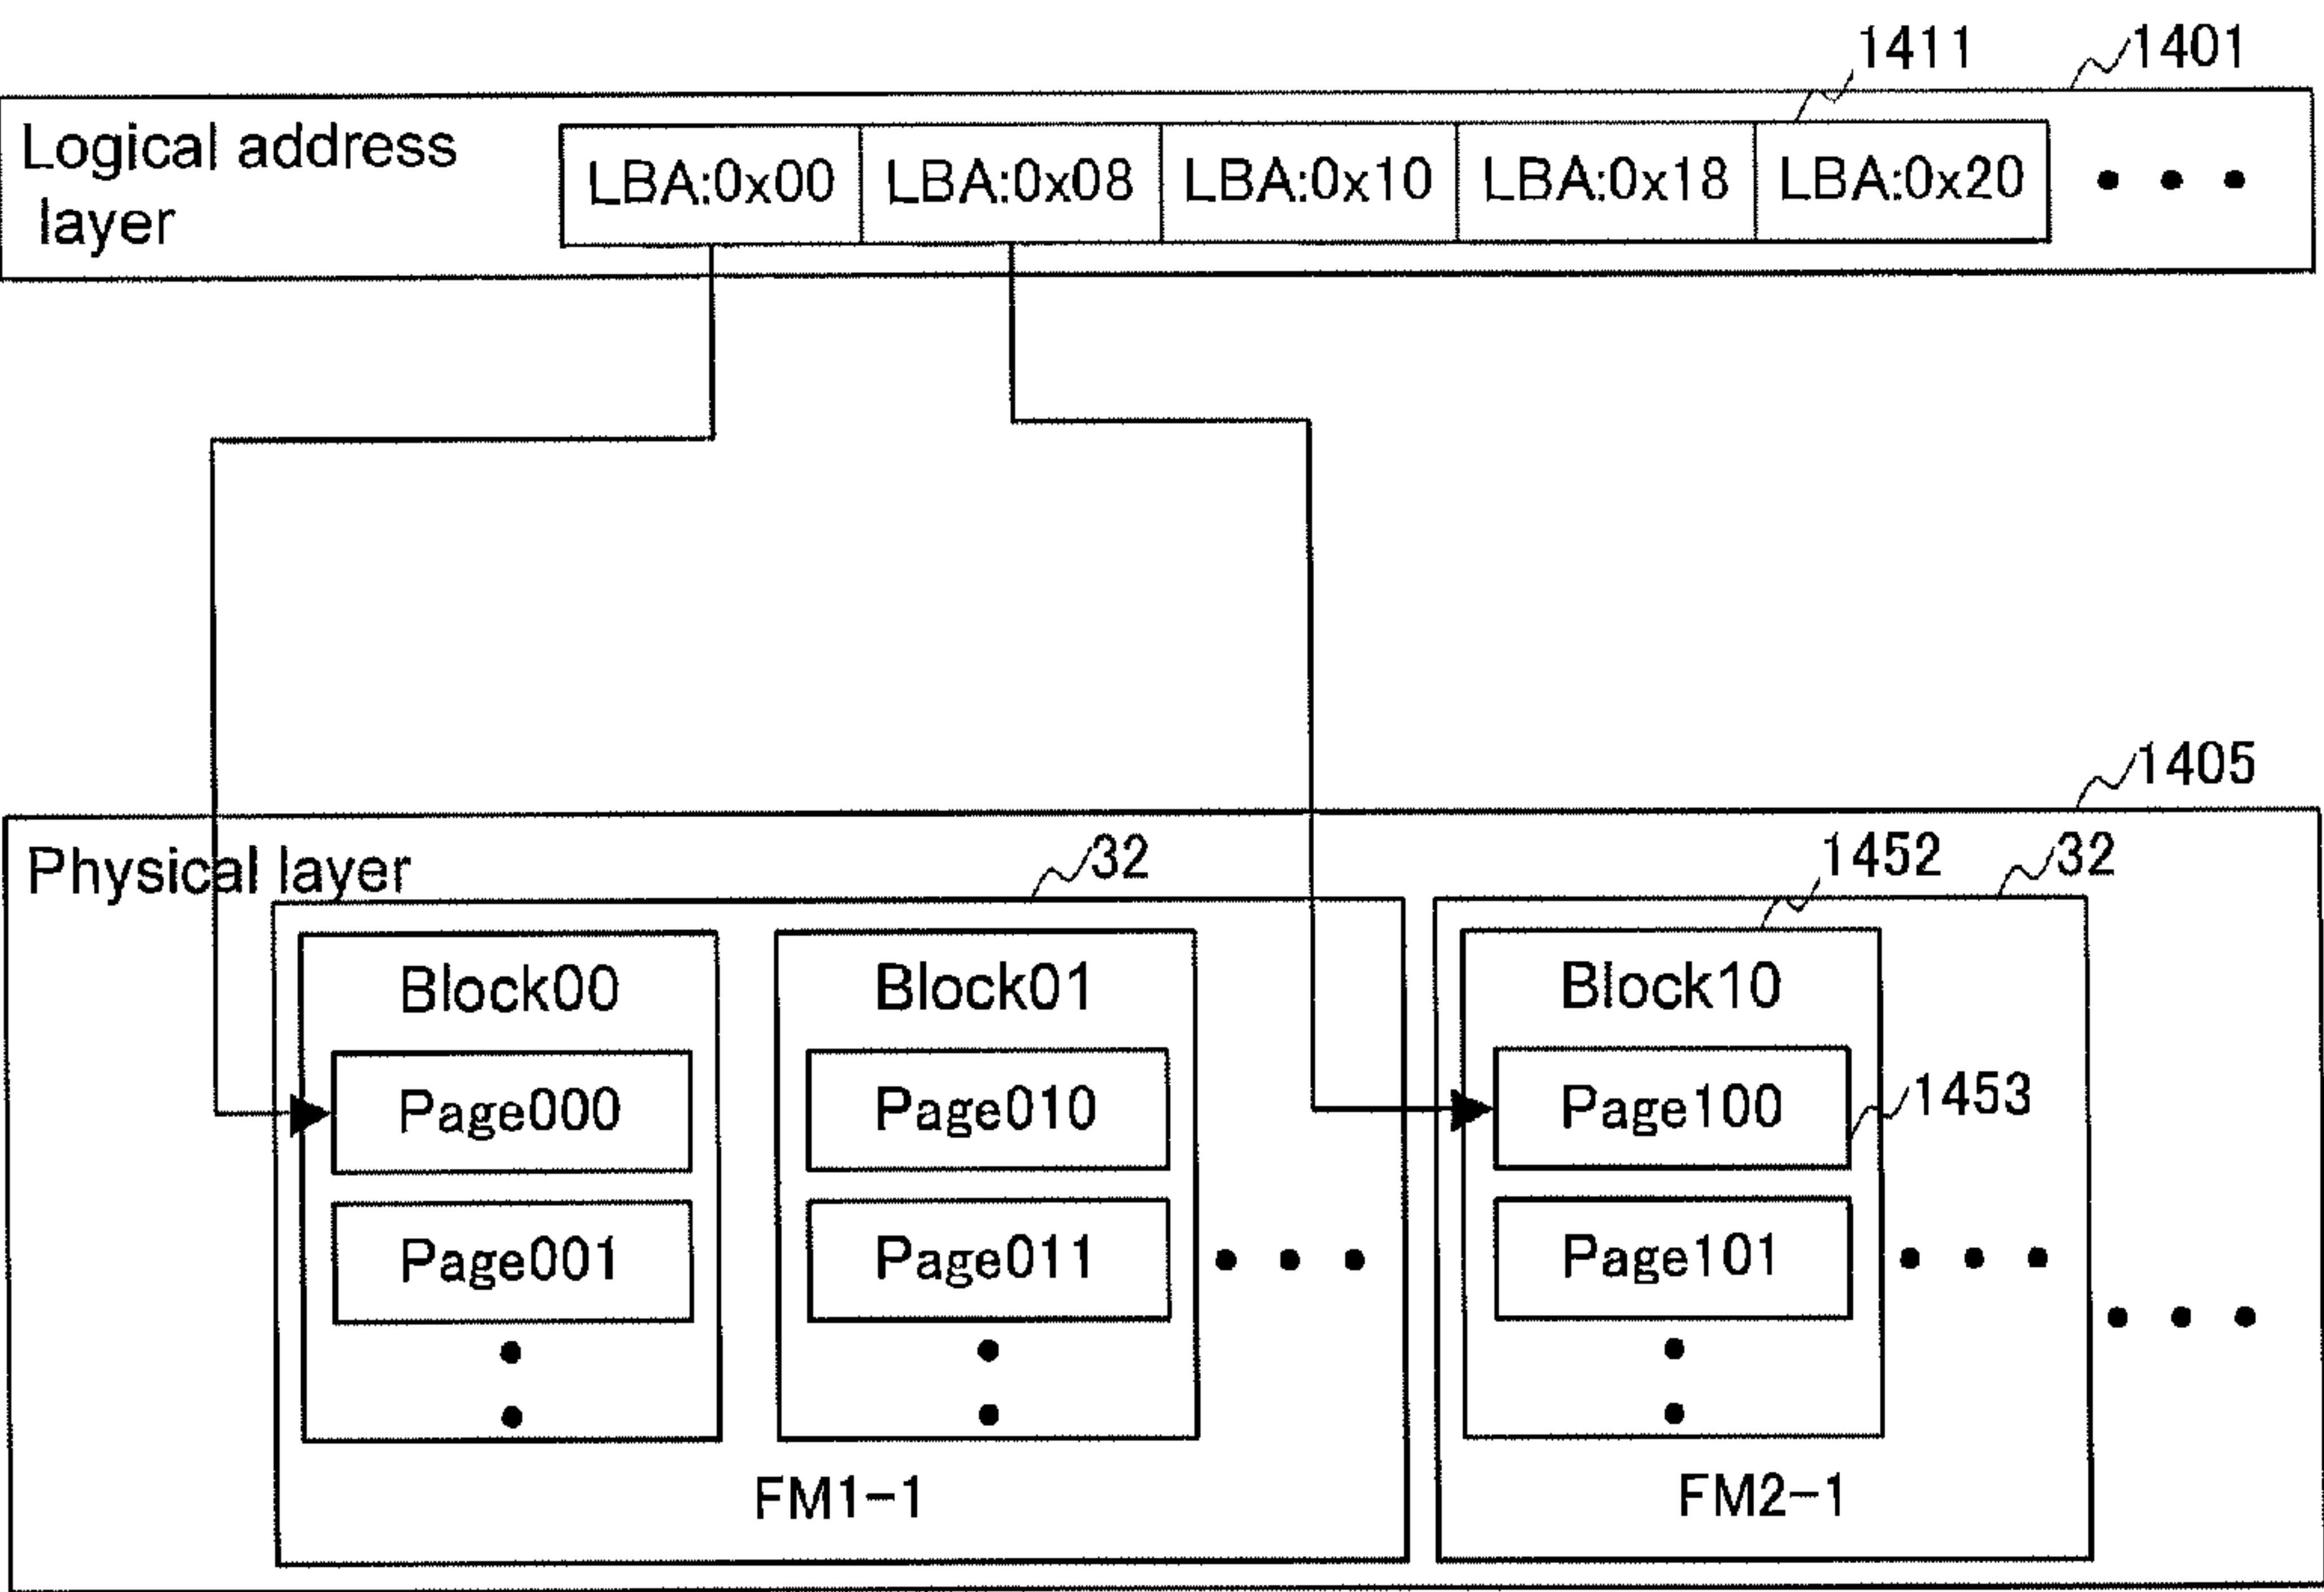 1411
1401
Logical address
layer
LBA:0x00
LBA:0x08
LBA:0x10
LBA:0x18
LBA:0x20
1405
Physical layer
32
1452
32
Block00
Block01
Block10
Page000
Page010
Page100
1453
Page001
Page011
Page101
FM1-1
FM2-1